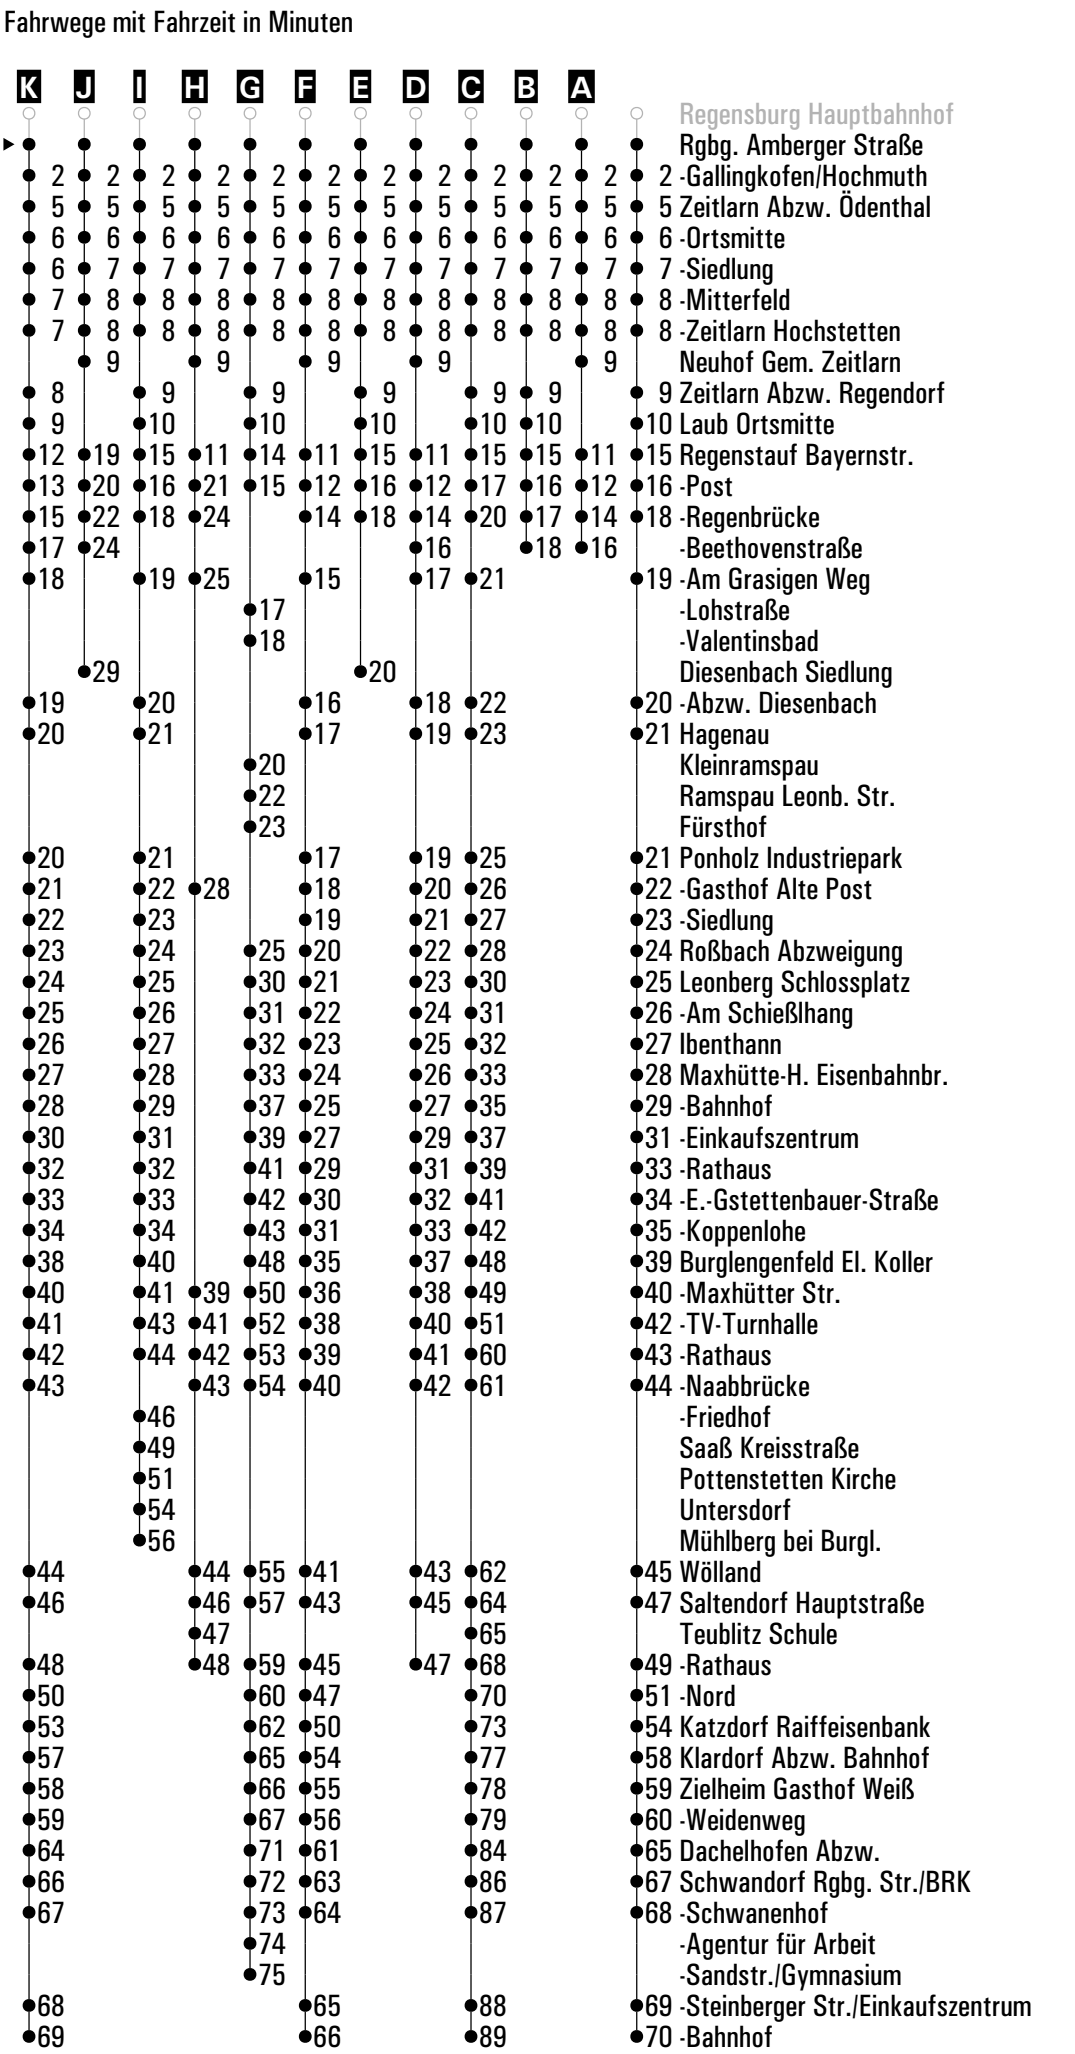 Fahrwege mit Fahrzeit in Minuten
K J I H G F E D C B A
Regensburg Hauptbahnhof
Rgbg. Amberger Straße
2 2 2 2 2 2 2 2 2 2 2 2 -Gallingkofen/Hochmuth
5 5 5 5 5 5 5 5 5 5 5 5 Zeitlarn Abzw. Ödenthal
6 6 6 6 6 6 6 6 6 6 6 6 -Ortsmitte
6 7 7 7 7 7 7 7 7 7 7 7 -Siedlung
7 8 8 8 8 8 8 8 8 8 8 8 -Mitterfeld
7 8 8 8 8 8 8 8 8 8 8 8 -Zeitlarn Hochstetten
9 9 9 9 9 Neuhof Gem. Zeitlarn
8 9 9 9 9 9 9 Zeitlarn Abzw. Regendorf
9 10 10 10 10 10 10 Laub Ortsmitte
12 19 15 11 14 11 15 11 15 15 11 15 Regenstauf Bayernstr.
13 20 16 21 15 12 16 12 17 16 12 16 -Post
15 22 18 24 14 18 14 20 17 14 18 -Regenbrücke
17 24 16 18 16 -Beethovenstraße
18 19 25 15 17 21 19 -Am Grasigen Weg
17 -Lohstraße
18 -Valentinsbad
29 20 Diesenbach Siedlung
19 20 16 18 22 20 -Abzw. Diesenbach
20 21 17 19 23 21 Hagenau
20 Kleinramspau
22 Ramspau Leonb. Str.
23 Fürsthof
20 21 17 19 25 21 Ponholz Industriepark
21 22 28 18 20 26 22 -Gasthof Alte Post
22 23 19 21 27 23 -Siedlung
23 24 25 20 22 28 24 Roßbach Abzweigung
24 25 30 21 23 30 25 Leonberg Schlossplatz
25 26 31 22 24 31 26 -Am Schießlhang
26 27 32 23 25 32 27 Ibenthann
27 28 33 24 26 33 28 Maxhütte-H. Eisenbahnbr.
28 29 37 25 27 35 29 -Bahnhof
30 31 39 27 29 37 31 -Einkaufszentrum
32 32 41 29 31 39 33 -Rathaus
33 33 42 30 32 41 34 -E.-Gstettenbauer-Straße
34 34 43 31 33 42 35 -Koppenlohe
38 40 48 35 37 48 39 Burglengenfeld El. Koller
40 41 39 50 36 38 49 40 -Maxhütter Str.
41 43 41 52 38 40 51 42 -TV-Turnhalle
42 44 42 53 39 41 60 43 -Rathaus
43 43 54 40 42 61 44 -Naabbrücke
46 -Friedhof
49 Saaß Kreisstraße
51 Pottenstetten Kirche
54 Untersdorf
56 Mühlberg bei Burgl.
44 44 55 41 43 62 45 Wölland
46 46 57 43 45 64 47 Saltendorf Hauptstraße
47 65 Teublitz Schule
48 48 59 45 47 68 49 -Rathaus
50 60 47 70 51 -Nord
53 62 50 73 54 Katzdorf Raiffeisenbank
57 65 54 77 58 Klardorf Abzw. Bahnhof
58 66 55 78 59 Zielheim Gasthof Weiß
59 67 56 79 60 -Weidenweg
64 71 61 84 65 Dachelhofen Abzw.
66 72 63 86 67 Schwandorf Rgbg. Str./BRK
67 73 64 87 68 -Schwanenhof
74 -Agentur für Arbeit
75 -Sandstr./Gymnasium
68 65 88 69 -Steinberger Str./Einkaufszentrum
69 66 89 70 -Bahnhof